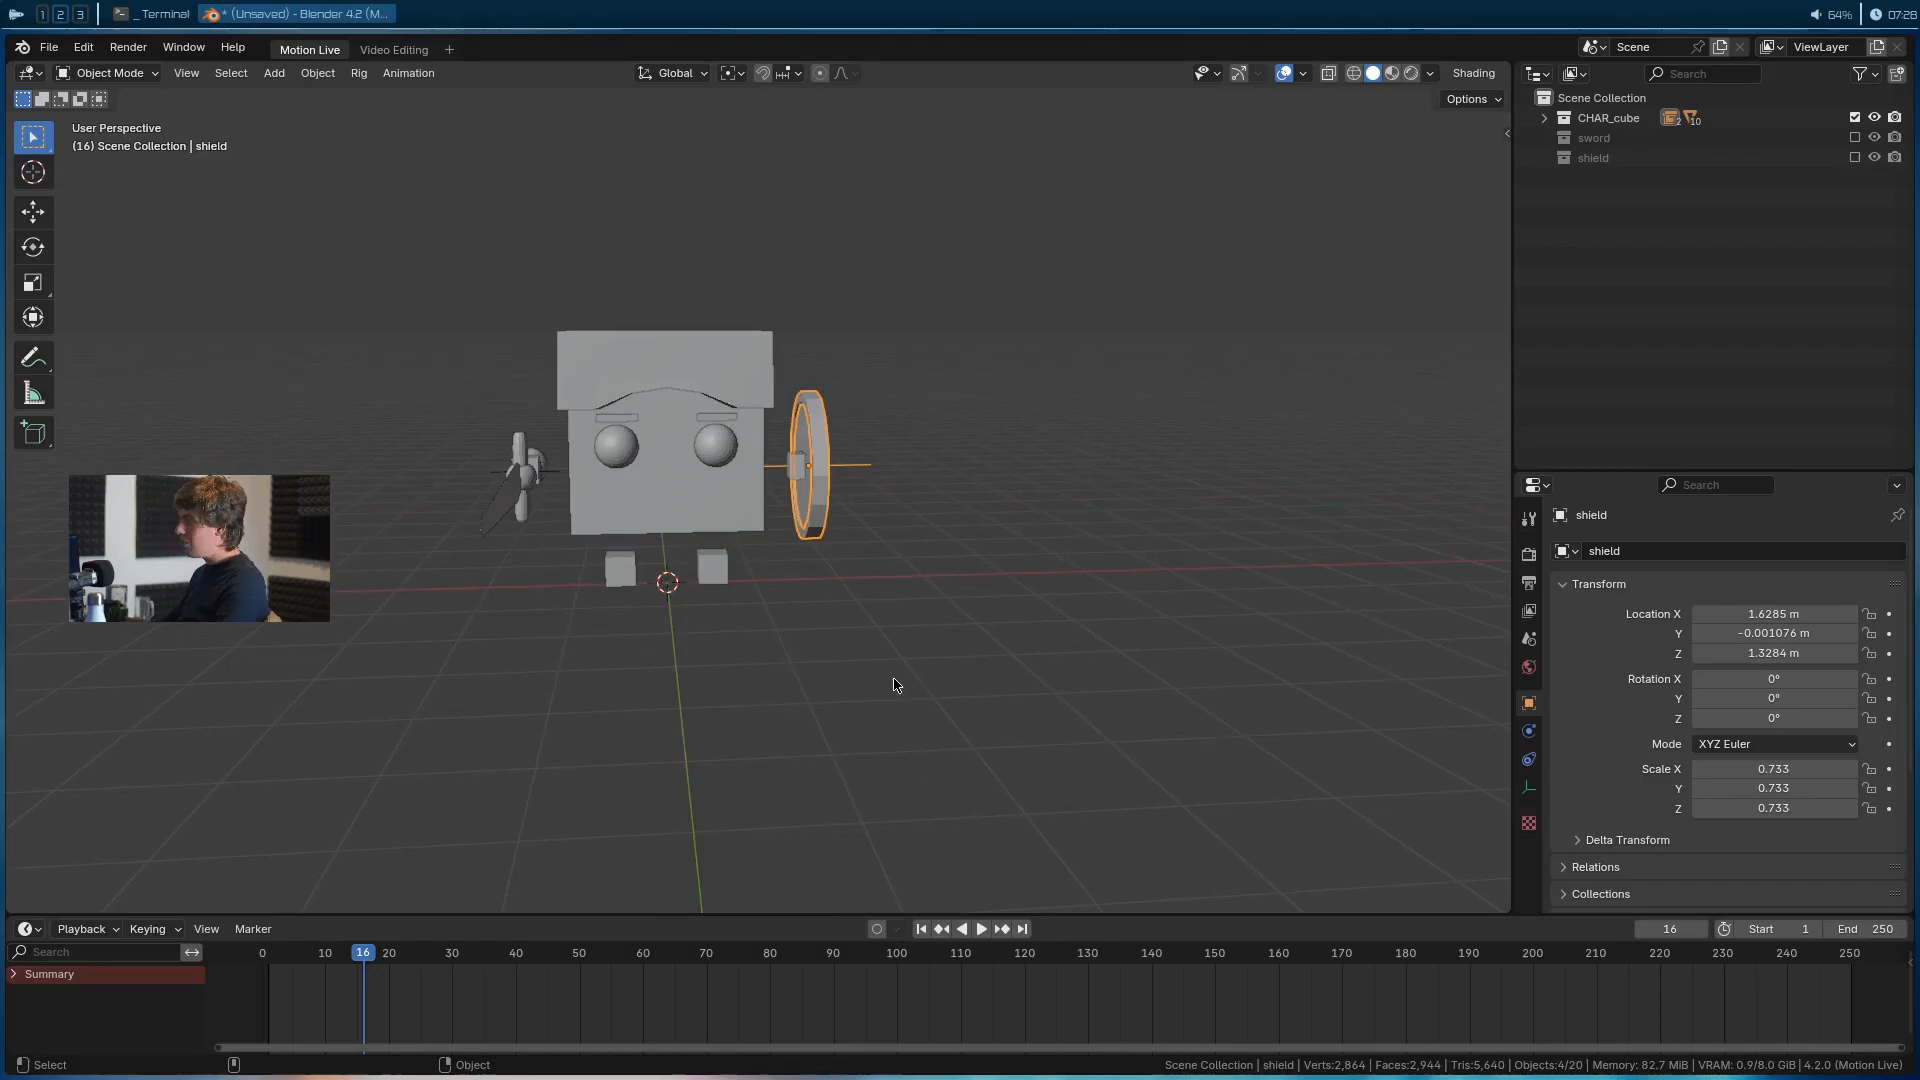 1 2 3 >_ Terminal * (Unsaved) - Blender 4.2 (M... 64% 07:28
File Edit Render Window Help Motion Live Video Editing + Scene ViewLayer
Object Mode View Select Add Object Rig Animation Global Shading Search
Options
Scene Collection
User Perspective
(16) Scene Collection | shield
CHAR_cube 2 10
sword
shield
Search
shield
shield
Transform
Location X 1.6285 m
Y -0.001076 m
Z 1.3284 m
Rotation X 0°
Y 0°
Z 0°
Mode XYZ Euler
Scale X 0.733
Y 0.733
Z 0.733
Delta Transform
Relations
Collections
Playback Keying View Marker 16 Start 1 End 250
Search 0 10 16 20 30 40 50 60 70 80 90 100 110 120 130 140 150 160 170 180 190 200 210 220 230 240 250
Summary
Select Object Scene Collection | shield | Verts:2,864 | Faces:2,944 | Tris:5,640 | Objects:4/20 | Memory: 82.7 MiB | VRAM: 0.9/8.0 GiB | 4.2.0 (Motion Live)